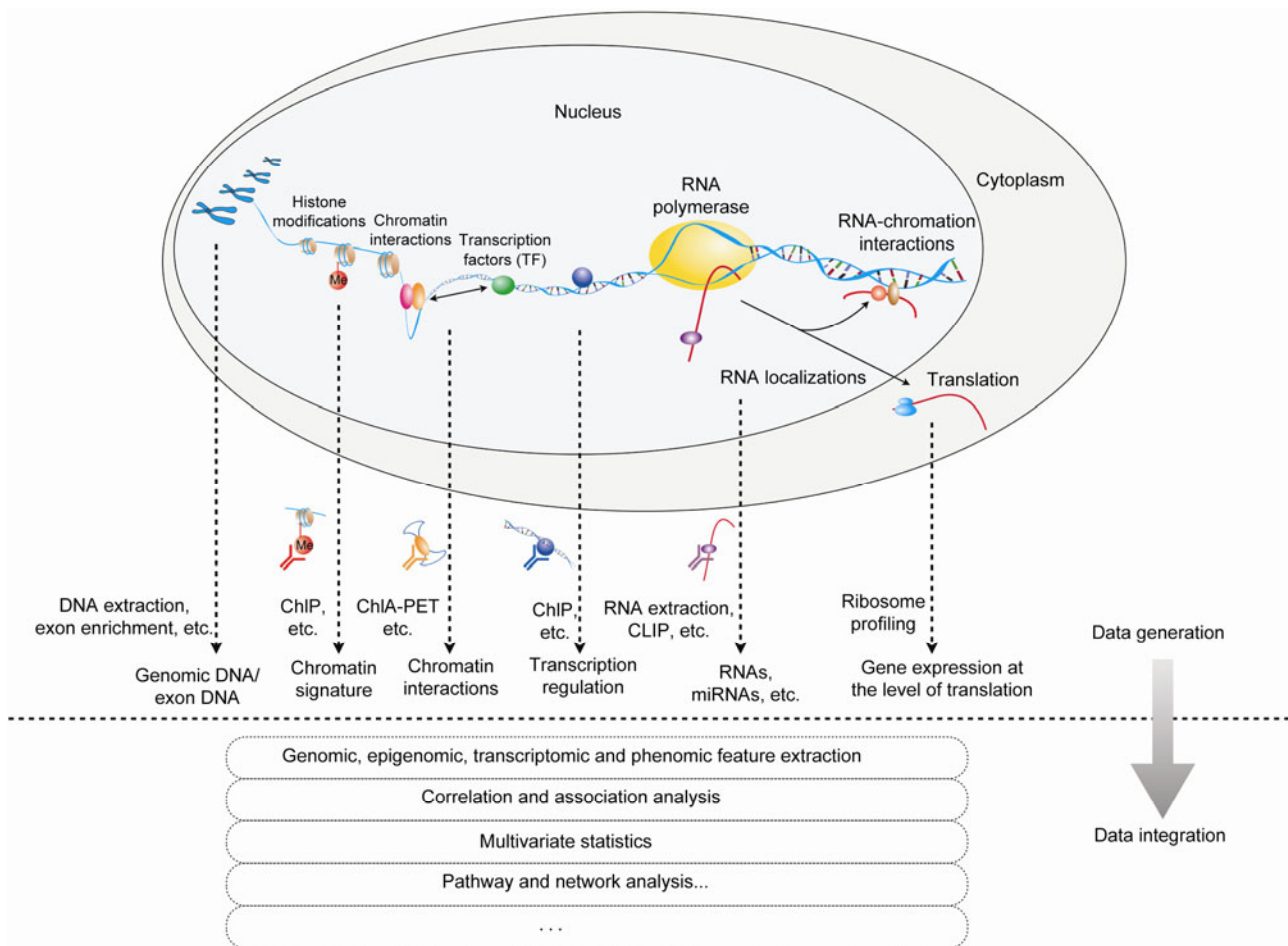 Nucleus
Cytoplasm
RNA
polymerase
RNA-chromation
interactions
Histone
modifications
Chromatin
interactions
Transcription
factors (TF)
Me
RNA localizations
Translation
Me
DNA extraction,
exon enrichment, etc.
ChIP,
etc.
ChIA-PET
etc.
ChIP,
etc.
RNA extraction,
CLIP, etc.
Ribosome
profiling
Data generation
Genomic DNA/
exon DNA
Chromatin
signature
Chromatin
interactions
Transcription
regulation
RNAs,
miRNAs, etc.
Gene expression at
the level of translation
Genomic, epigenomic, transcriptomic and phenomic feature extraction
Correlation and association analysis
Multivariate statistics
Pathway and network analysis...
. . .
Data integration